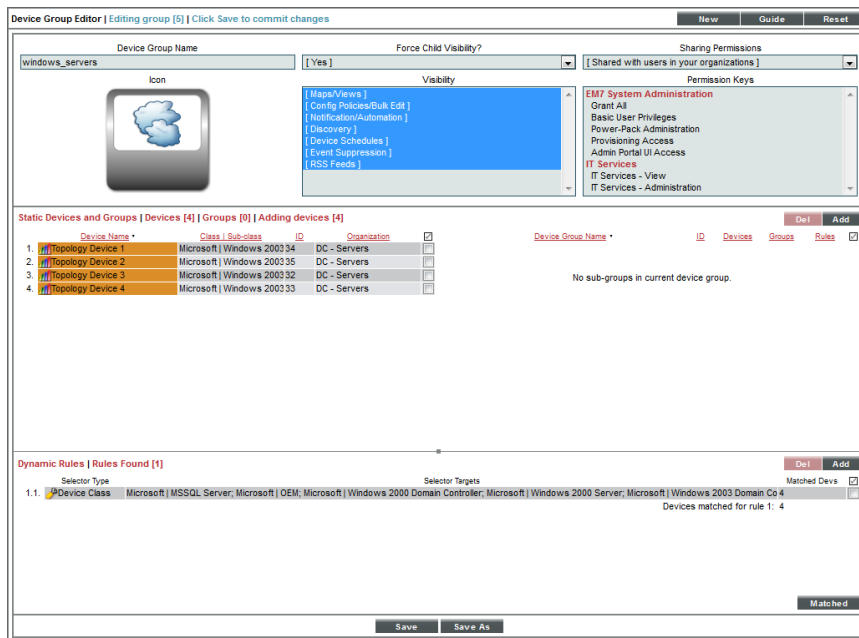 Device Group Editor | Editing group [5] | Click Save to commit changes
New Guide Reset
Device Group Name Force Child Visibility? Sharing Permissions
windows_servers [ Yes ] [ Shared with users in your organizations ]
Icon Visibility Permission Keys
[ Maps/Views ] EM7 System Administration
[ Config Policies/Bulk Edit ] Grant All
[ Notification/Automation ] Basic User Privileges
[ Discovery ] Power-Pack Administration
[ Device Schedules ] Provisioning Access
[ Event Suppression ] Admin Portal UI Access
[ RSS Feeds ] IT Services
IT Services - View
IT Services - Administration
Static Devices and Groups | Devices [4] | Groups [0] | Adding devices [4]
Del Add
Device Name • Class | Sub-class ID Organization Device Group Name • ID Devices Groups Rules
1. Topology Device 1 Microsoft | Windows 2003 34 DC - Servers
2. Topology Device 2 Microsoft | Windows 2003 35 DC - Servers
3. Topology Device 3 Microsoft | Windows 2003 32 DC - Servers
4. Topology Device 4 Microsoft | Windows 2003 33 DC - Servers
No sub-groups in current device group.
Dynamic Rules | Rules Found [1]
Del Add
Selector Type Selector Targets Matched Devs
1.1. Device Class Microsoft | MSSQL Server; Microsoft | OEM; Microsoft | Windows 2000 Domain Controller; Microsoft | Windows 2000 Server; Microsoft | Windows 2003 Domain Co 4
Devices matched for rule 1: 4
Matched
Save Save As